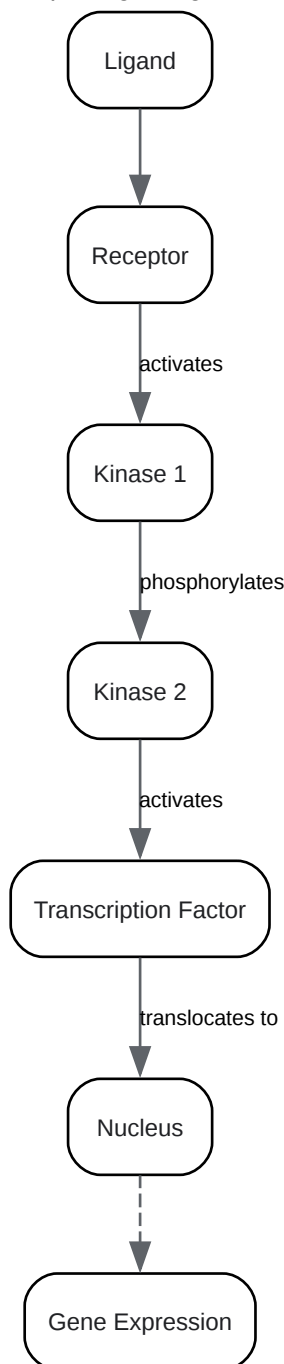 Ligand
Receptor
activates
Kinase 1
phosphorylates
Kinase 2
activates
Transcription Factor
translocates to
Nucleus
Gene Expression